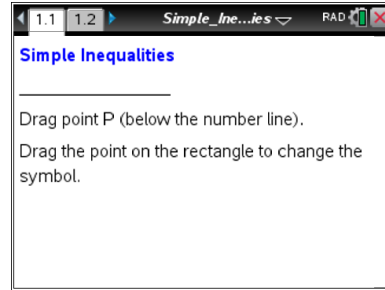 1.1 1.2 Simple_Ine...ies RAD
Simple Inequalities
Drag point P (below the number line).
Drag the point on the rectangle to change the
symbol.